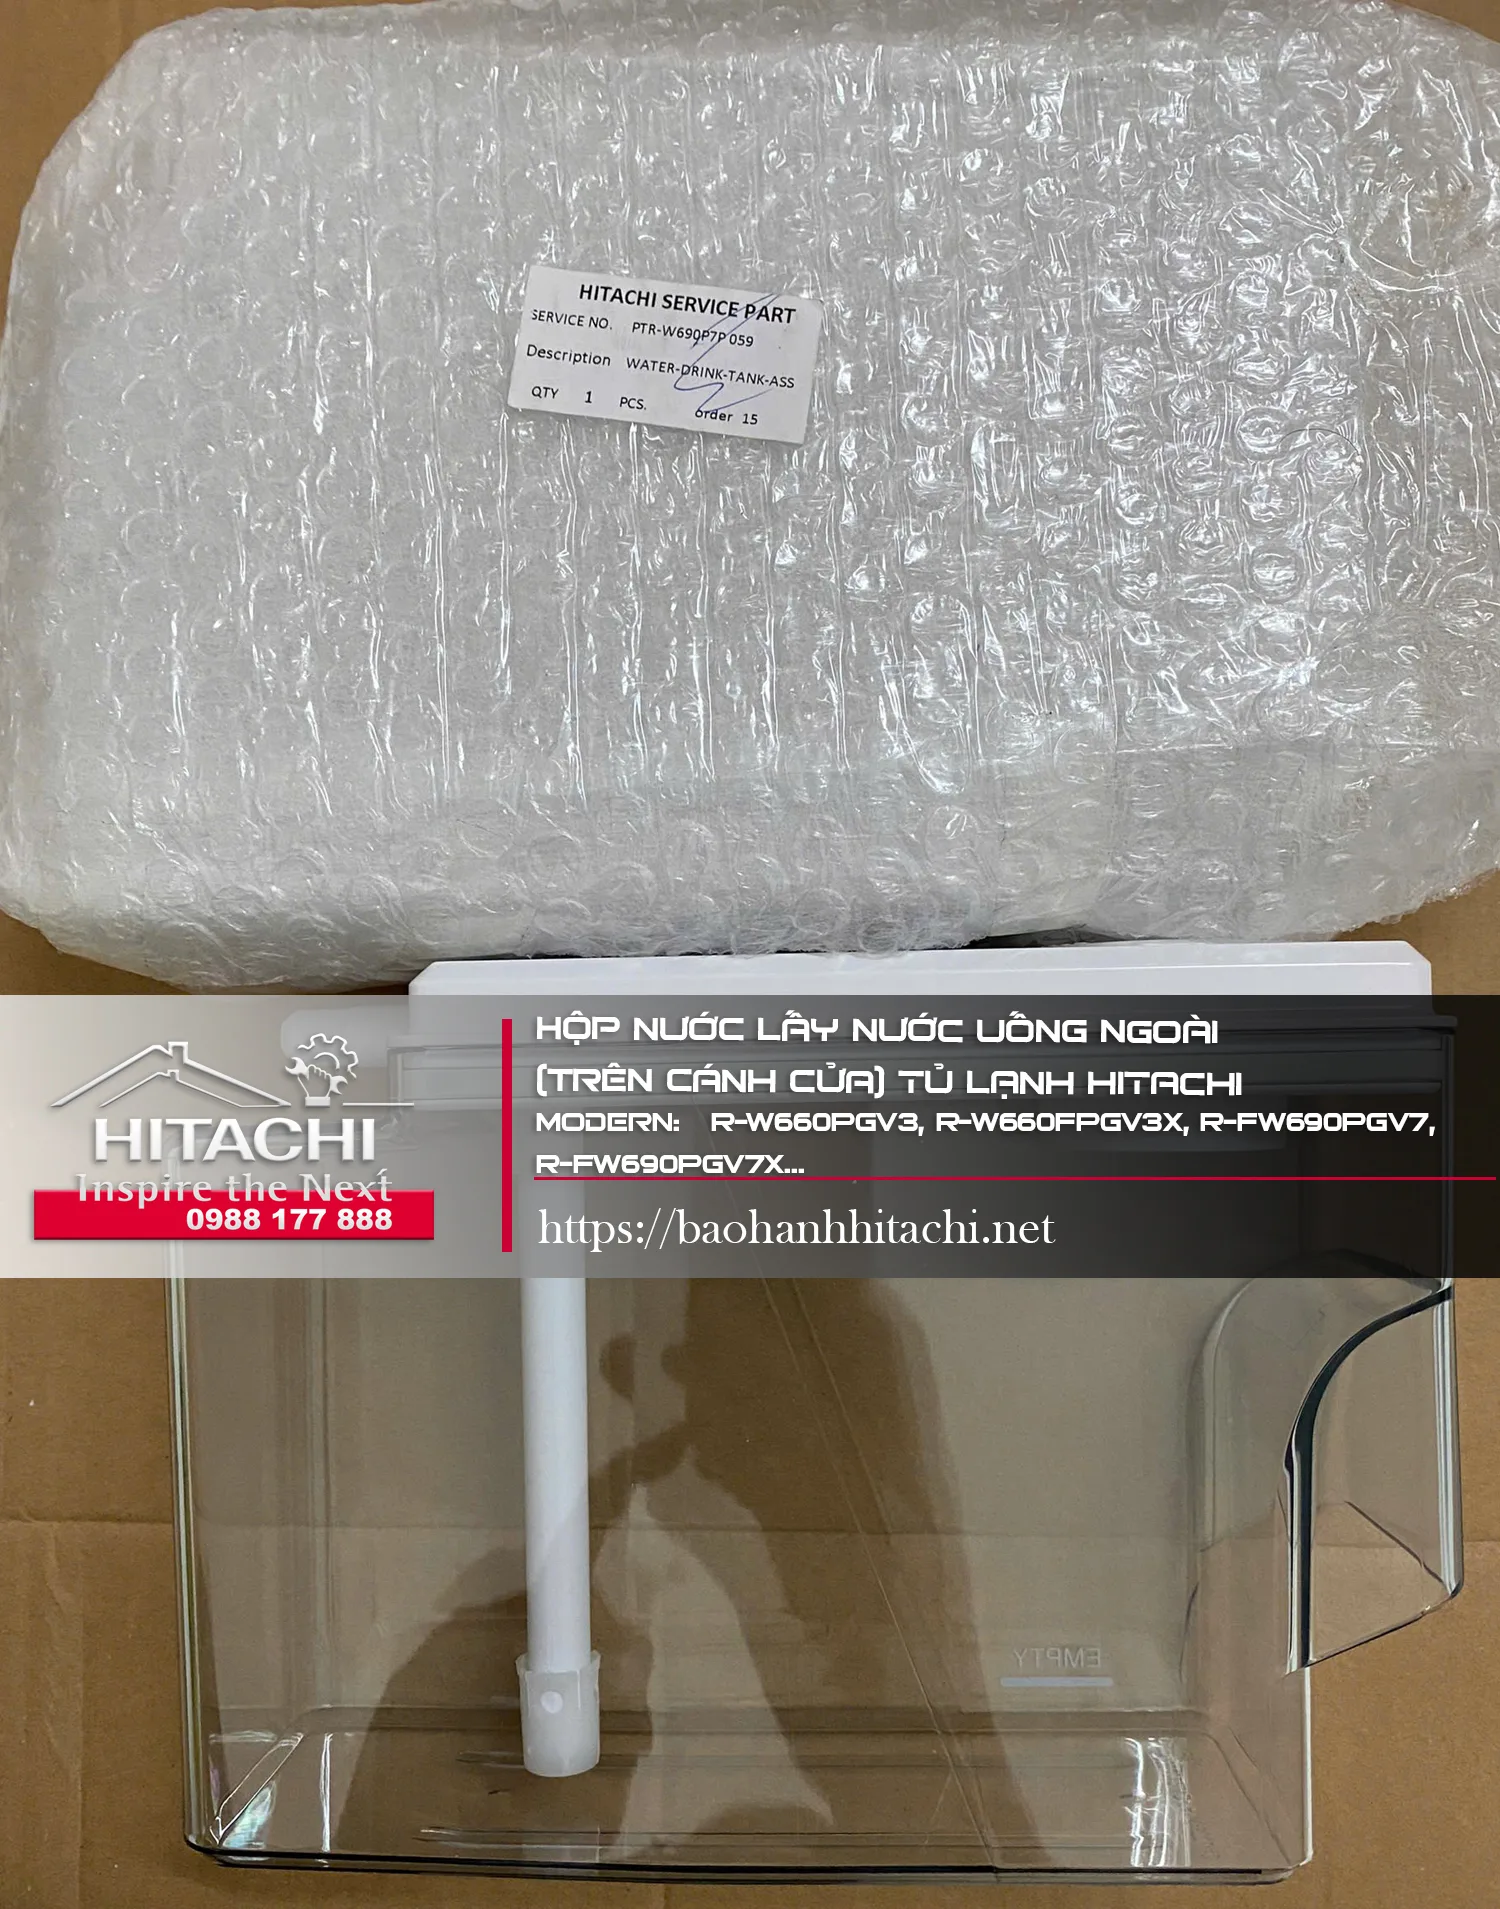 HITACHI SERVICE PART
SERVICE NO. PTR-W690P7P 059
Description WATER-DRINK-TANK-ASS
QTY 1 PCS. order 15
HỘP NƯỚC LẤY NƯỚC UỐNG NGOÀI
(TRÊN CÁNH CỬA) TỦ LẠNH HITACHI
MODERN: R-W660PGV3, R-W660FPGV3X, R-FW690PGV7,
R-FW690PGV7X...
https://baohanhhitachi.net
HITACHI
Inspire the Next
0988 177 888
EMPTY